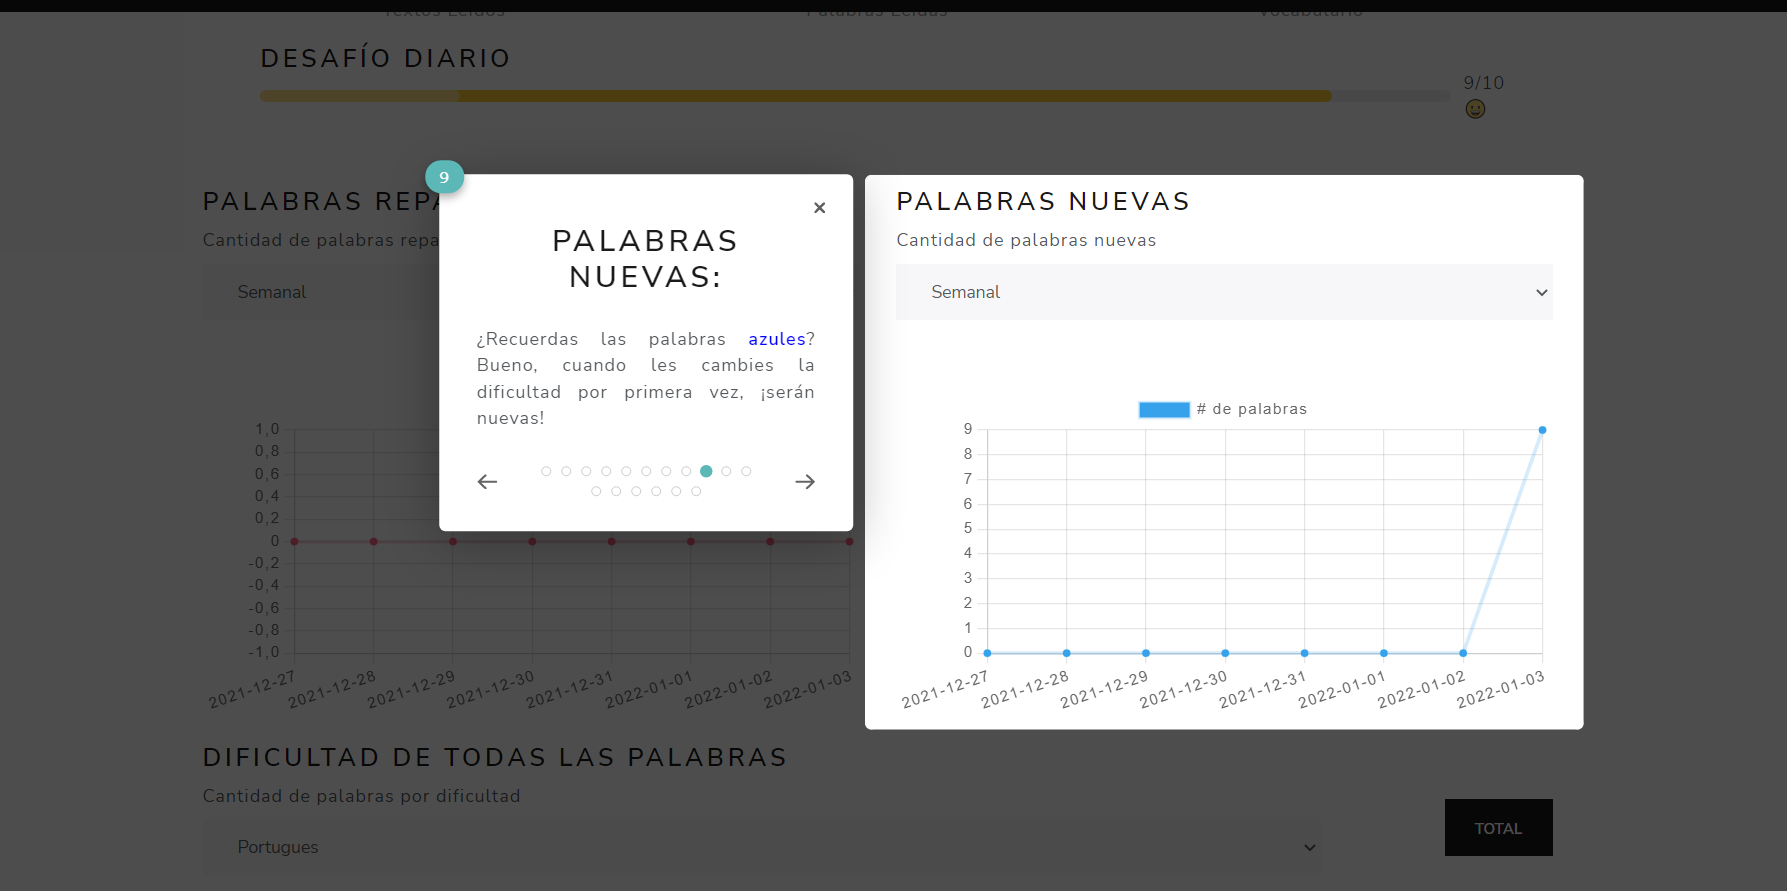 Textos Leídos
Palabras Leídas
Vocabulario
DESAFÍO DIARIO
9/10
9
PALABRAS NUEVAS:
¿Recuerdas las palabras azules?
Bueno, cuando les cambies la
dificultad por primera vez, ¡serán
nuevas!
PALABRAS REPA
Cantidad de palabras repa
Semanal
1,0
0,8
0,6
0,4
0,2
0
-0,2
-0,4
-0,6
-0,8
-1,0
2021-12-27
2021-12-28
2021-12-29
2021-12-30
2021-12-31
2022-01-01
2022-01-02
2022-01-03
PALABRAS NUEVAS
Cantidad de palabras nuevas
Semanal
# de palabras
9
8
7
6
5
4
3
2
1
0
2021-12-27
2021-12-28
2021-12-29
2021-12-30
2021-12-31
2022-01-01
2022-01-02
2022-01-03
DIFICULTAD DE TODAS LAS PALABRAS
Cantidad de palabras por dificultad
Portugues
TOTAL